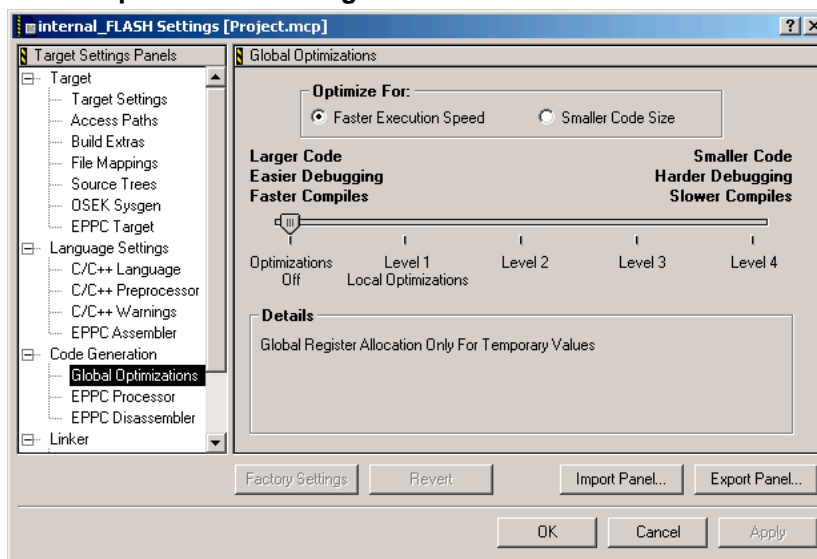 internal_FLASH Settings [Project.mcp]
Target Settings Panels
Target
Target Settings
Access Paths
Build Extras
File Mappings
Source Trees
OSEK Sysgen
EPPC Target
Language Settings
C/C++ Language
C/C++ Preprocessor
C/C++ Warnings
EPPC Assembler
Code Generation
Global Optimizations
EPPC Processor
EPPC Disassembler
Linker
Global Optimizations
Optimize For:
Faster Execution Speed Smaller Code Size
Larger Code Smaller Code
Easier Debugging Harder Debugging
Faster Compiles Slower Compiles
Optimizations Level 1 Level 2 Level 3 Level 4
Off Local Optimizations
Details
Global Register Allocation Only For Temporary Values
Factory Settings Revert Import Panel... Export Panel...
OK Cancel Apply